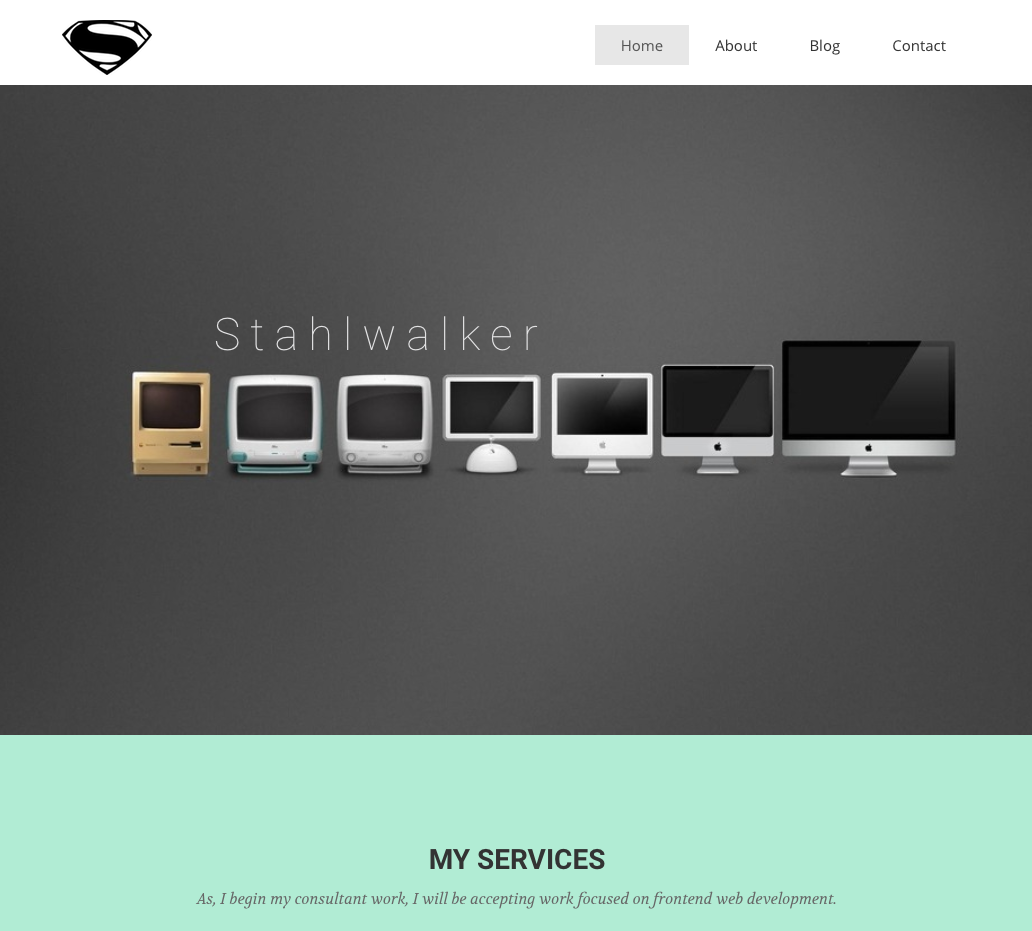 Home About Blog Contact
Stahlwalker
MY SERVICES
As, I begin my consultant work, I will be accepting work focused on frontend web development.